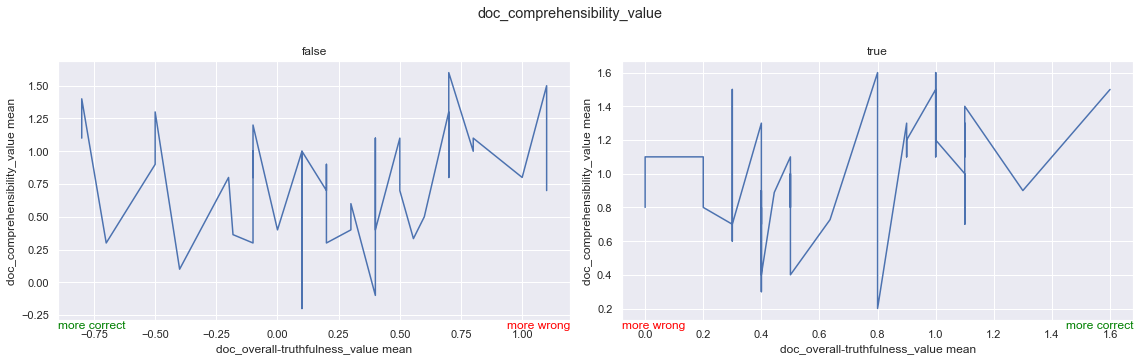 doc_comprehensibility_value
false
doc_comprehensibility_value mean
1.50
1.25
1.00
0.75
0.50
0.25
0.00
−0.25
more correct
more wrong
−0.75 −0.50 −0.25 0.00 0.25 0.50 0.75 1.00
doc_overall-truthfulness_value mean
true
doc_comprehensibility_value mean
1.6
1.4
1.2
1.0
0.8
0.6
0.4
0.2
more wrong
more correct
0.0 0.2 0.4 0.6 0.8 1.0 1.2 1.4 1.6
doc_overall-truthfulness_value mean